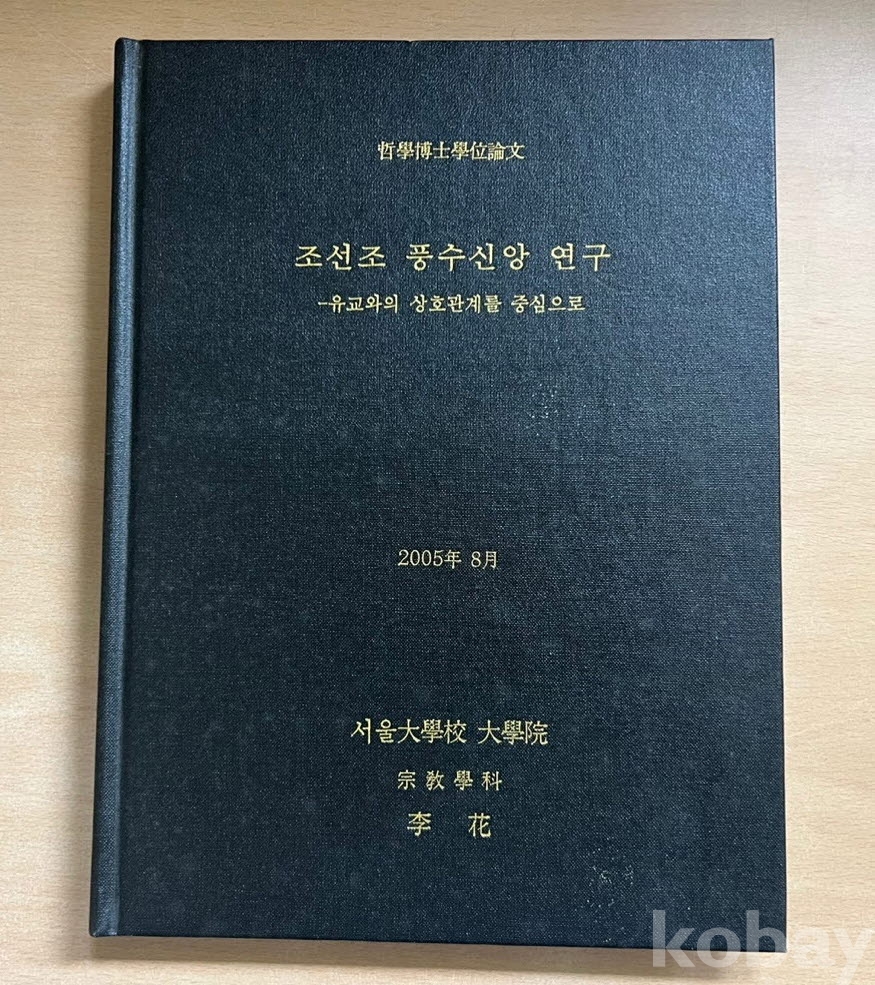 哲學博士學位論文
조선조 풍수신앙 연구
-유교와의 상호관계를 중심으로
2005年 8月
서울大學校 大學院
宗敎學科
李 花
kobay